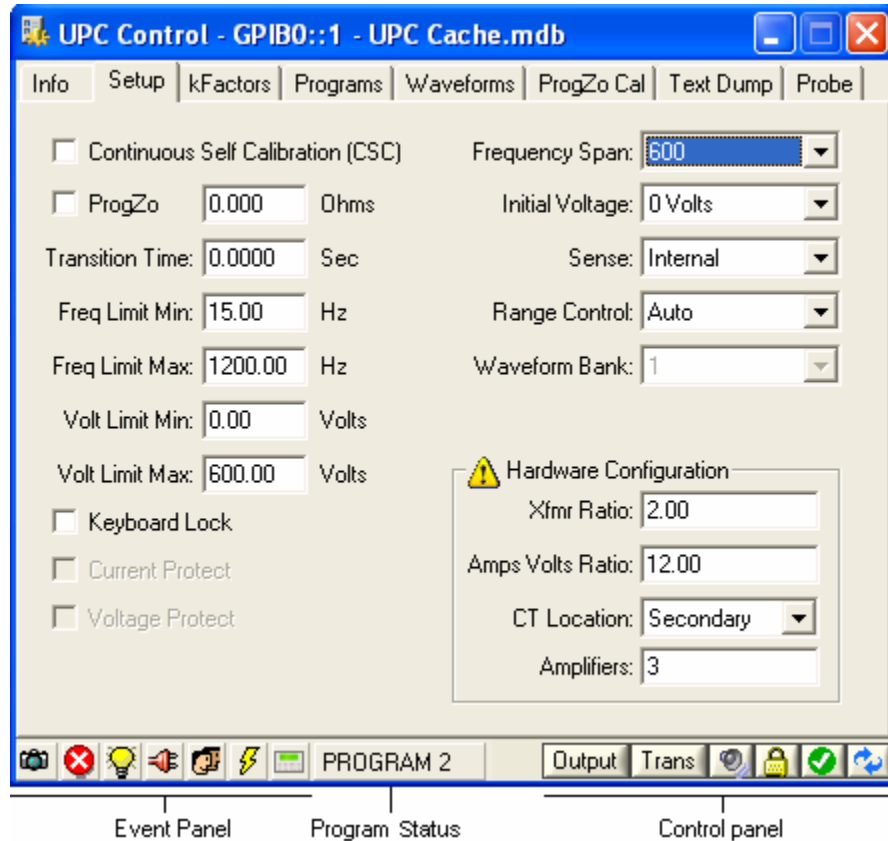 UPC Control - GPIB0::1 - UPC Cache.mdb
Info Setup kFactors Programs Waveforms ProgZo Cal Text Dump Probe
Continuous Self Calibration (CSC)
ProgZo 0.000 Ohms
Transition Time: 0.0000 Sec
Freq Limit Min: 15.00 Hz
Freq Limit Max: 1200.00 Hz
Volt Limit Min: 0.00 Volts
Volt Limit Max: 600.00 Volts
Keyboard Lock
Current Protect
Voltage Protect
Frequency Span: 600
Initial Voltage: 0 Volts
Sense: Internal
Range Control: Auto
Waveform Bank: 1
Hardware Configuration
Xfmr Ratio: 2.00
Amps Volts Ratio: 12.00
CT Location: Secondary
Amplifiers: 3
PROGRAM 2 Output Trans
Event Panel Program Status Control panel